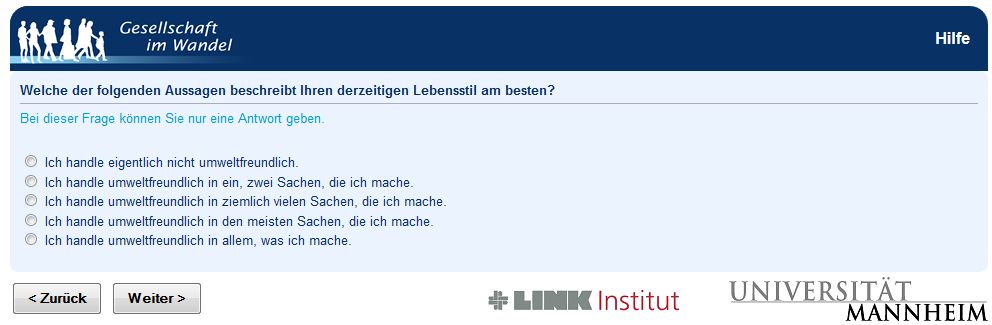 Gesellschaft
im Wandel
Hilfe
Welche der folgenden Aussagen beschreibt Ihren derzeitigen Lebensstil am besten?
Bei dieser Frage können Sie nur eine Antwort geben.
Ich handle eigentlich nicht umweltfreundlich.
Ich handle umweltfreundlich in ein, zwei Sachen, die ich mache.
Ich handle umweltfreundlich in ziemlich vielen Sachen, die ich mache.
Ich handle umweltfreundlich in den meisten Sachen, die ich mache.
Ich handle umweltfreundlich in allem, was ich mache.
< Zurück Weiter >
LINK Institut
UNIVERSITÄT
MANNHEIM